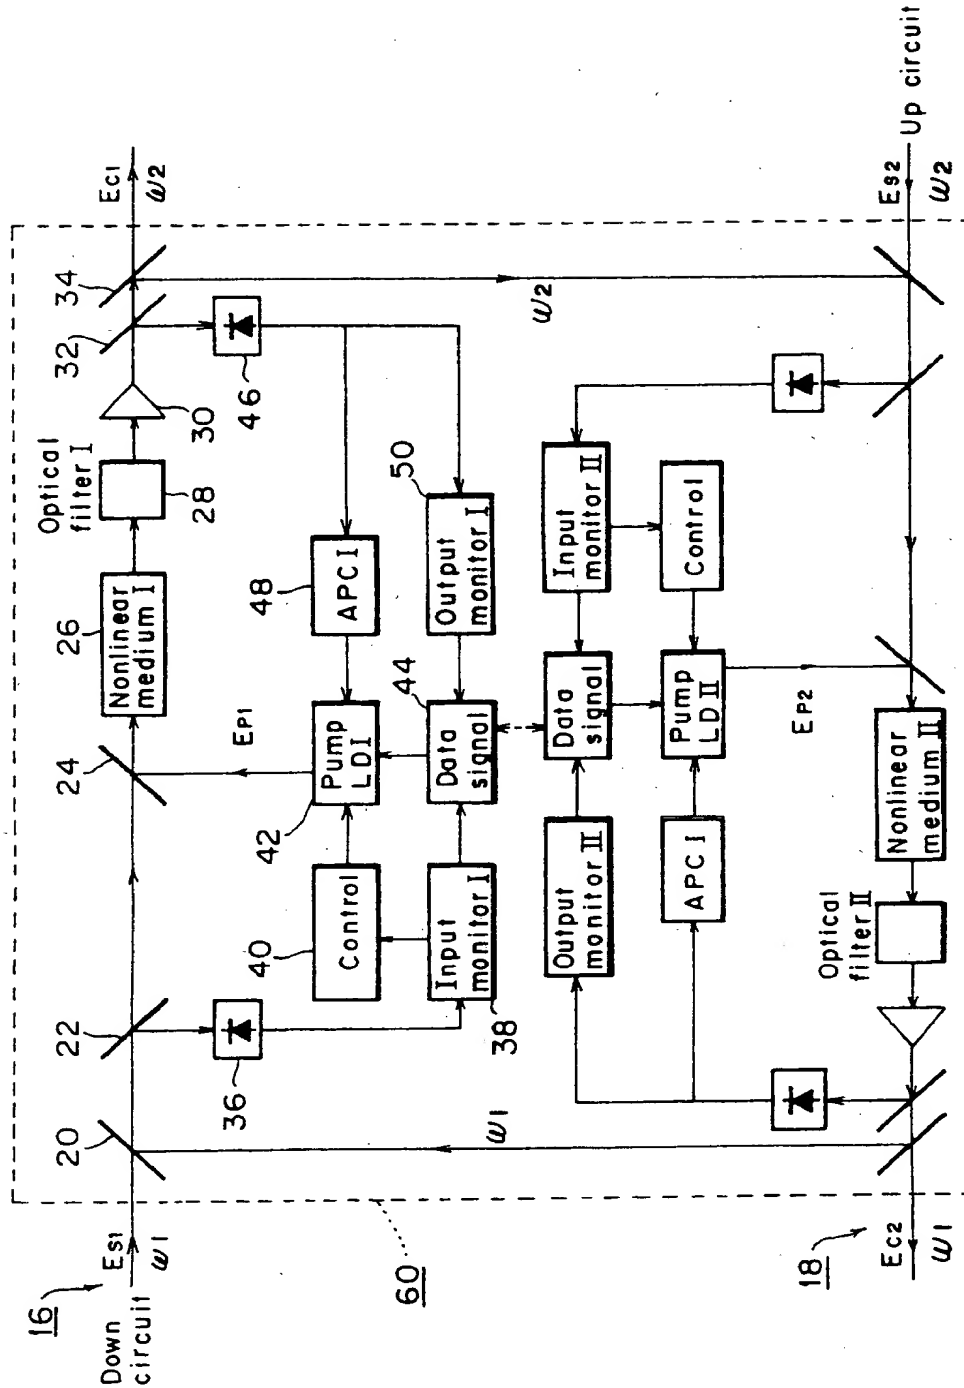 16
Down
circuit
Es1
ω1
20
22
24
26
Nonlinear
medium I
Optical
filter I
28
30
32
34
Ec1
ω2
36
46
40
Control
42
Pump
LD I
Ep1
48
APC I
38
Input
monitor I
44
Data
signal
50
Output
monitor I
ω1
ω2
60
Output
monitor II
Data
signal
Input
monitor II
APC I
Pump
LD II
Control
Ep2
18
Ec2
ω1
Optical
filter II
Nonlinear
medium II
Es2
ω2
Up circuit